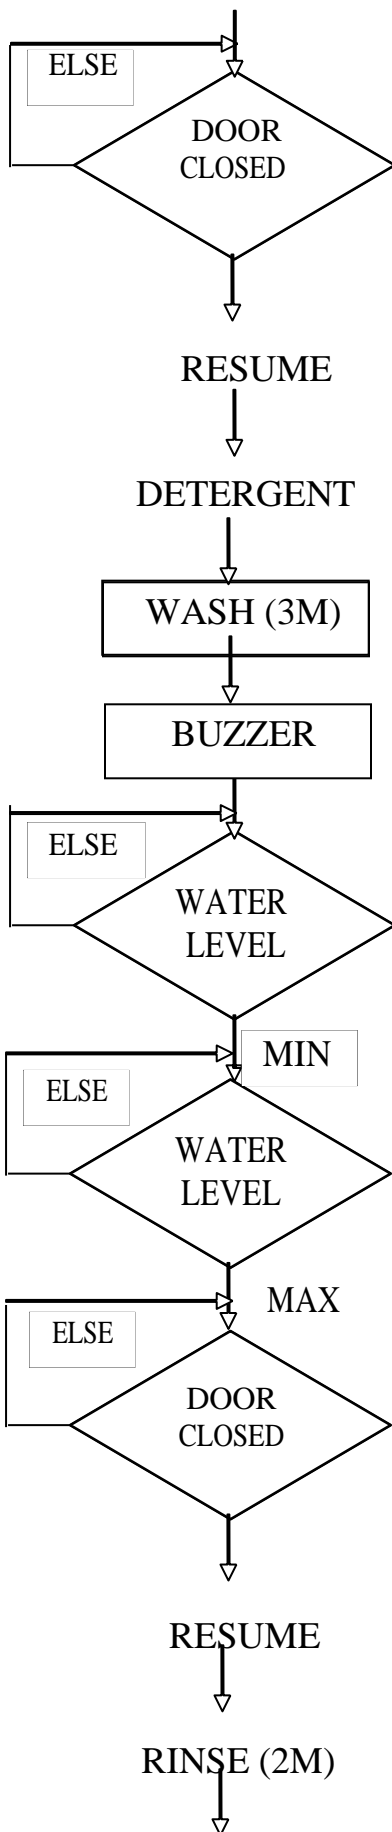 ELSE
DOOR
CLOSED
RESUME
DETERGENT
WASH (3M)
BUZZER
ELSE
WATER
LEVEL
MIN
ELSE
WATER
LEVEL
MAX
ELSE
DOOR
CLOSED
RESUME
RINSE (2M)